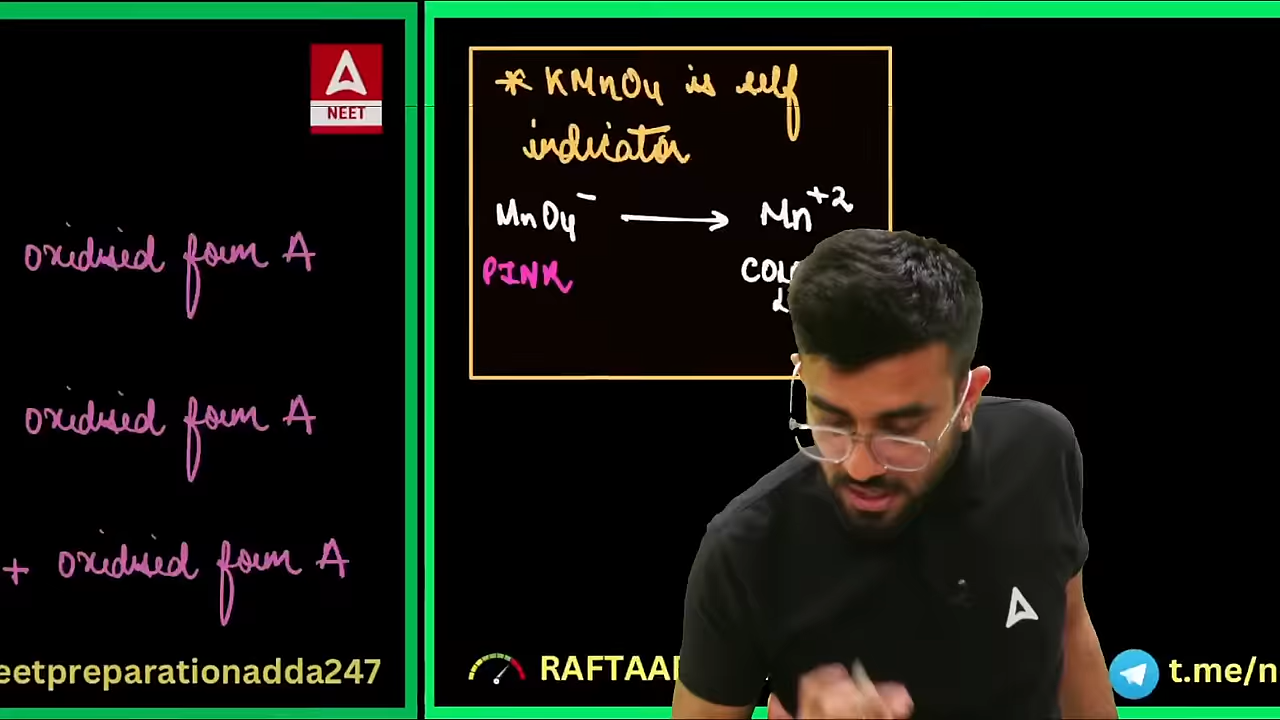 NEET
oxidised form A
oxidised form A
+ oxidised form A
eetpreparationadda247
* KMnO4 is self
indicator
MnO4⁻ ⟶ Mn⁺²
PINK
RAFTAA
t.me/n